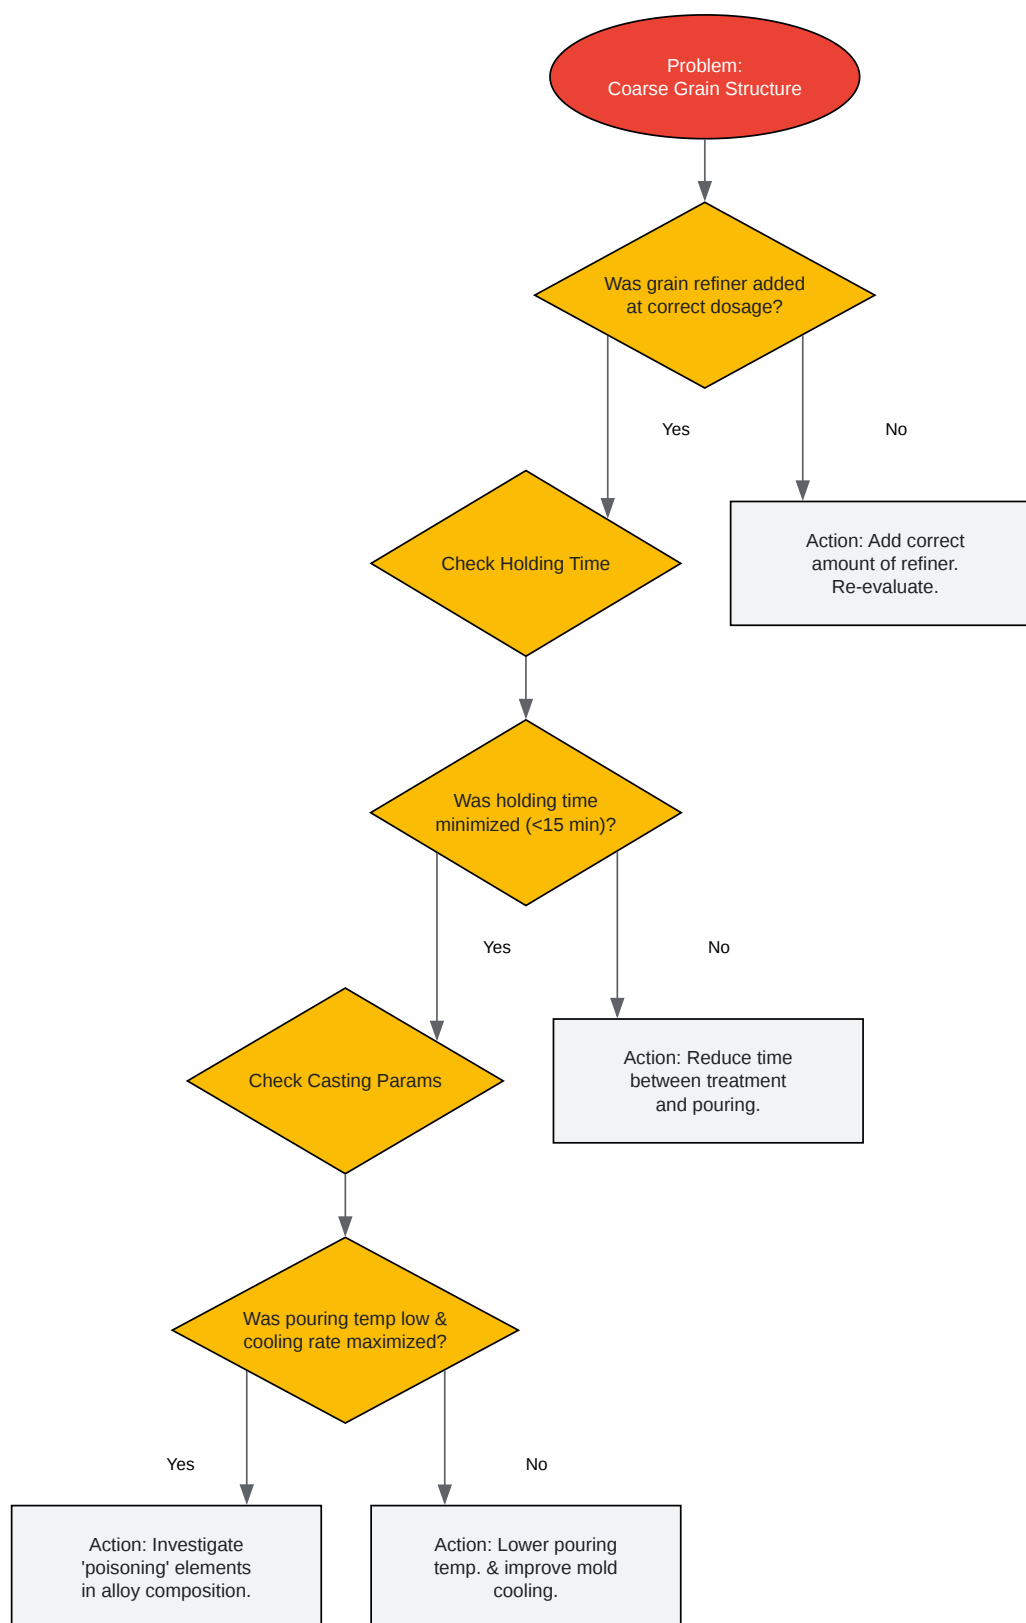 Problem:
Coarse Grain Structure
Was grain refiner added
at correct dosage?
Yes
No
Check Holding Time
Action: Add correct
amount of refiner.
Re-evaluate.
Was holding time
minimized (<15 min)?
Yes
No
Check Casting Params
Action: Reduce time
between treatment
and pouring.
Was pouring temp low &
cooling rate maximized?
Yes
No
Action: Investigate
'poisoning' elements
in alloy composition.
Action: Lower pouring
temp. & improve mold
cooling.